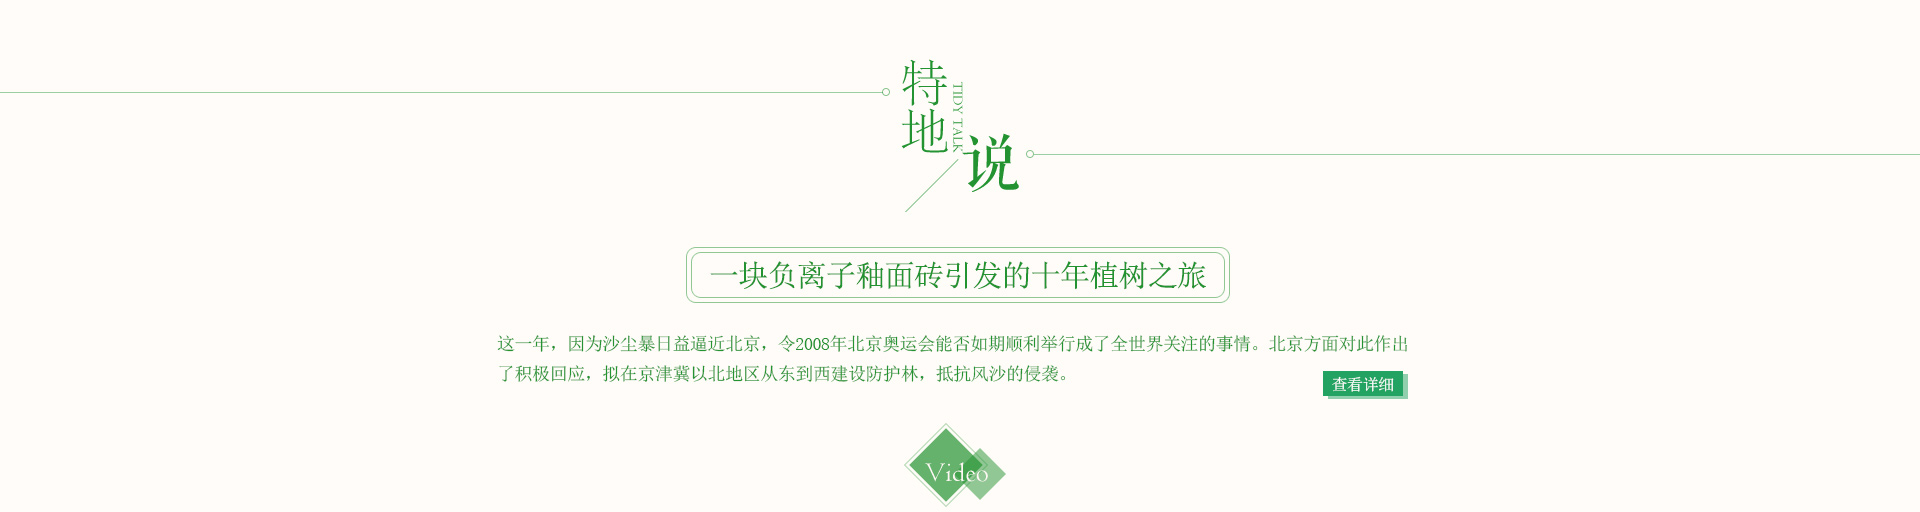 特地
TIDY TALK
说
一块负离子釉面砖引发的十年植树之旅
这一年，因为沙尘暴日益逼近北京，令2008年北京奥运会能否如期顺利举行成了全世界关注的事情。北京方面对此作出
了积极回应，拟在京津冀以北地区从东到西建设防护林，抵抗风沙的侵袭。
查看详细
Video